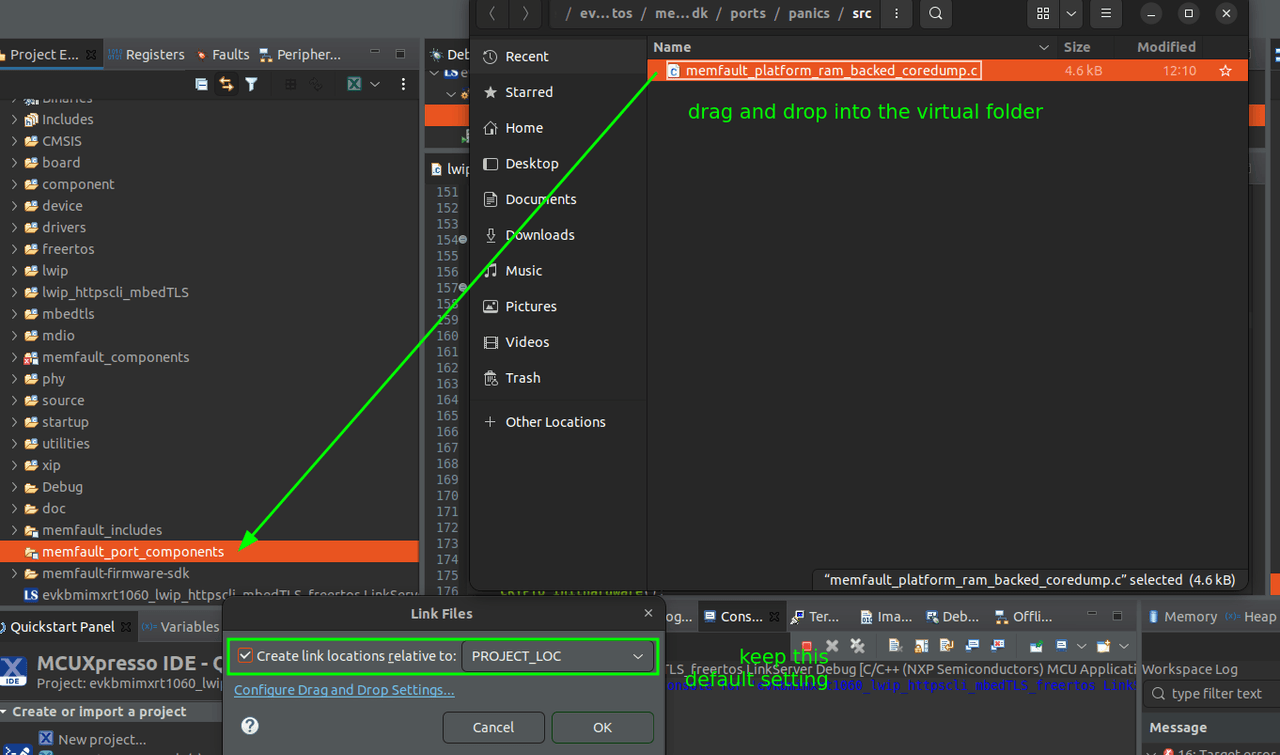 / ev...tos / me...dk / ports / panics / src
Project E...
Registers
Faults
Peripher...
Binaries
Includes
CMSIS
board
component
device
drivers
freertos
lwip
lwip_httpscli_mbedTLS
mbedtls
mdio
memfault_components
phy
source
startup
utilities
xip
Debug
doc
memfault_includes
memfault_port_components
memfault-firmware-sdk
LS evkbmimxrt1060_lwip_httpscli_mbedTLS_freertos LinkServ
Deb
LS ev
lwip
151
152
153
154
155
156
157
158
159
160
161
162
163
164
165
166
167
168
169
170
171
172
173
174
175
176
Recent
Starred
Home
Desktop
Documents
Downloads
Music
Pictures
Videos
Trash
Other Locations
Name Size Modified
memfault_platform_ram_backed_coredump.c 4.6 kB 12:10
drag and drop into the virtual folder
“memfault_platform_ram_backed_coredump.c” selected (4.6 kB)
Quickstart Panel
Variables
IDE
MCUXpresso IDE - Q
Project: evkbmimxrt1060_lwip
Create or import a project
New project...
Link Files
Create link locations relative to: PROJECT_LOC
Configure Drag and Drop Settings...
Cancel
OK
og...
Cons...
Ter...
Ima...
Deb...
Offli...
keep this
default setting
TLS_freertos LinkServer Debug [C/C++ (NXP Semiconductors) MCU Application
Memory
Heap
Workspace Log
type filter text
Message
16: Target error